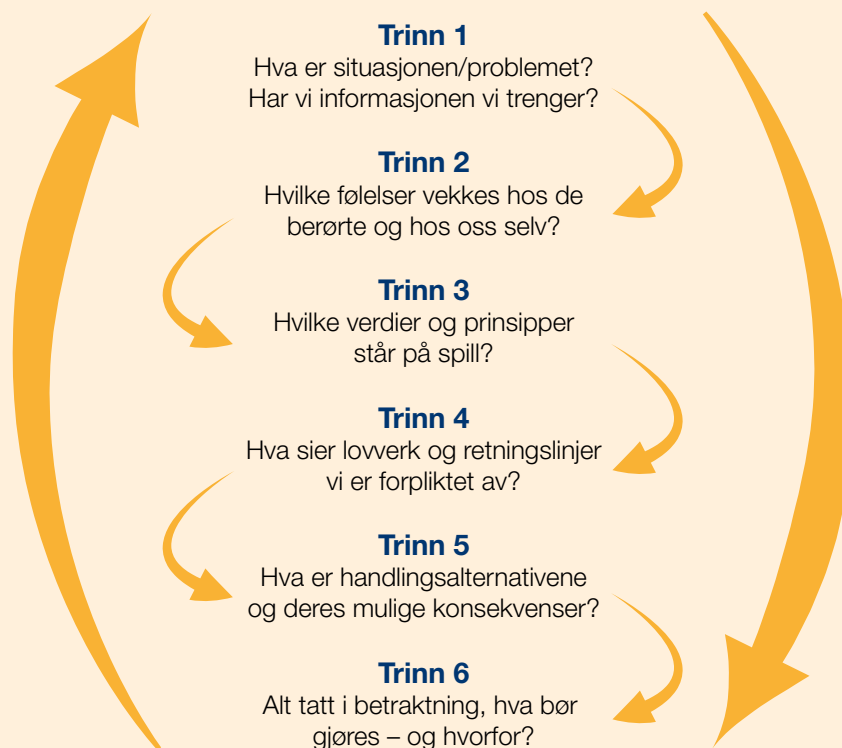 Trinn 1
Hva er situasjonen/problemet?
Har vi informasjonen vi trenger?
Trinn 2
Hvilke følelser vekkes hos de
berørte og hos oss selv?
Trinn 3
Hvilke verdier og prinsipper
står på spill?
Trinn 4
Hva sier lovverk og retningslinjer
vi er forpliktet av?
Trinn 5
Hva er handlingsalternativene
og deres mulige konsekvenser?
Trinn 6
Alt tatt i betraktning, hva bør
gjøres – og hvorfor?